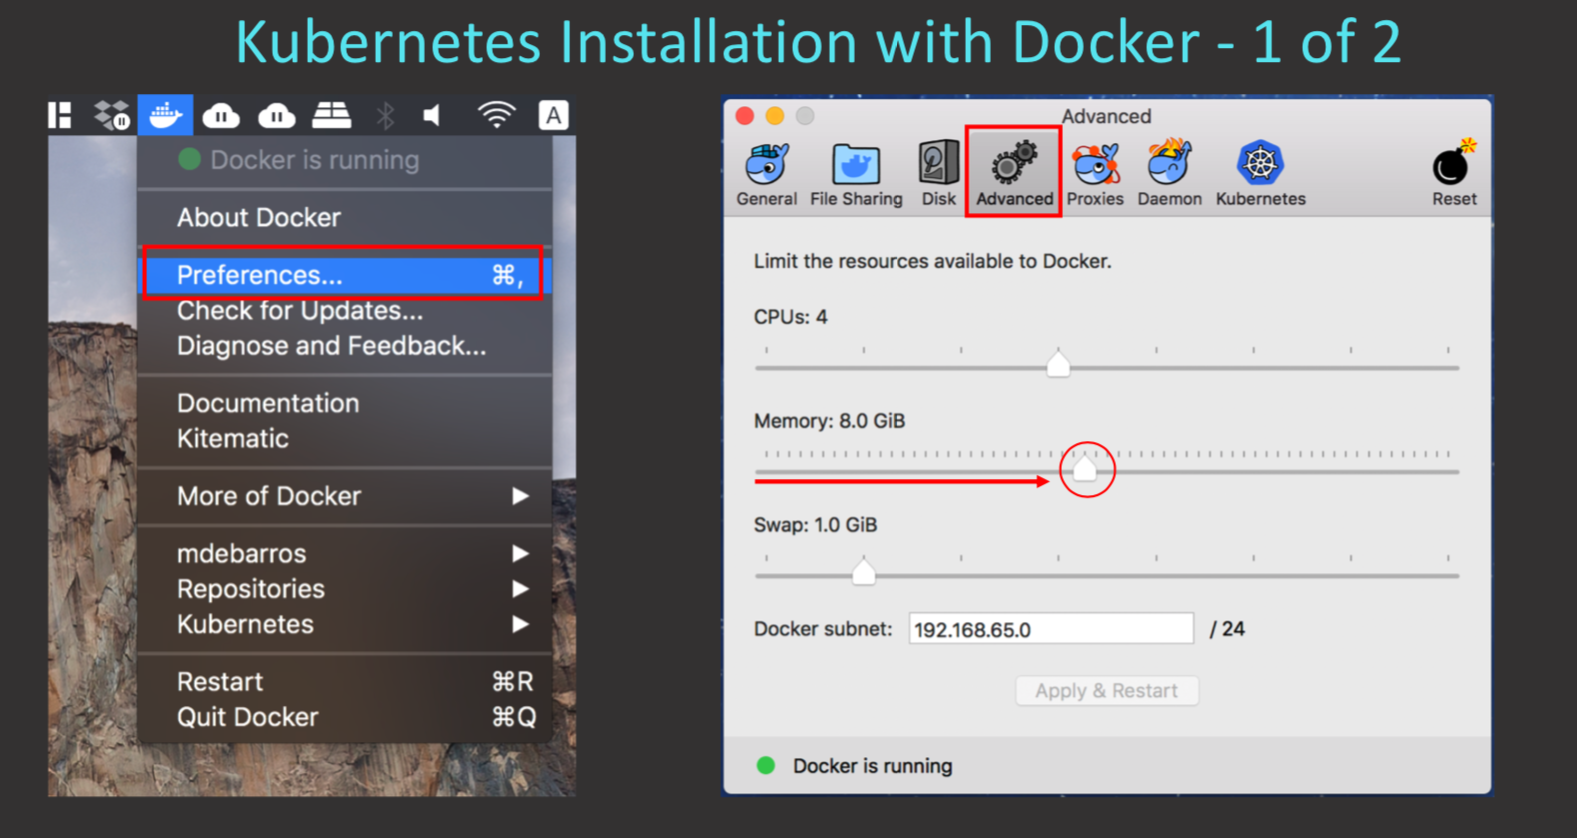 Kubernetes Installation with Docker - 1 of 2
A
Docker is running
About Docker
Preferences... ⌘,
Check for Updates...
Diagnose and Feedback...
Documentation
Kitematic
More of Docker
mdebarros
Repositories
Kubernetes
Restart ⌘R
Quit Docker ⌘Q
Advanced
General File Sharing Disk Advanced Proxies Daemon Kubernetes Reset
Limit the resources available to Docker.
CPUs: 4
Memory: 8.0 GiB
Swap: 1.0 GiB
Docker subnet: 192.168.65.0 / 24
Apply & Restart
Docker is running